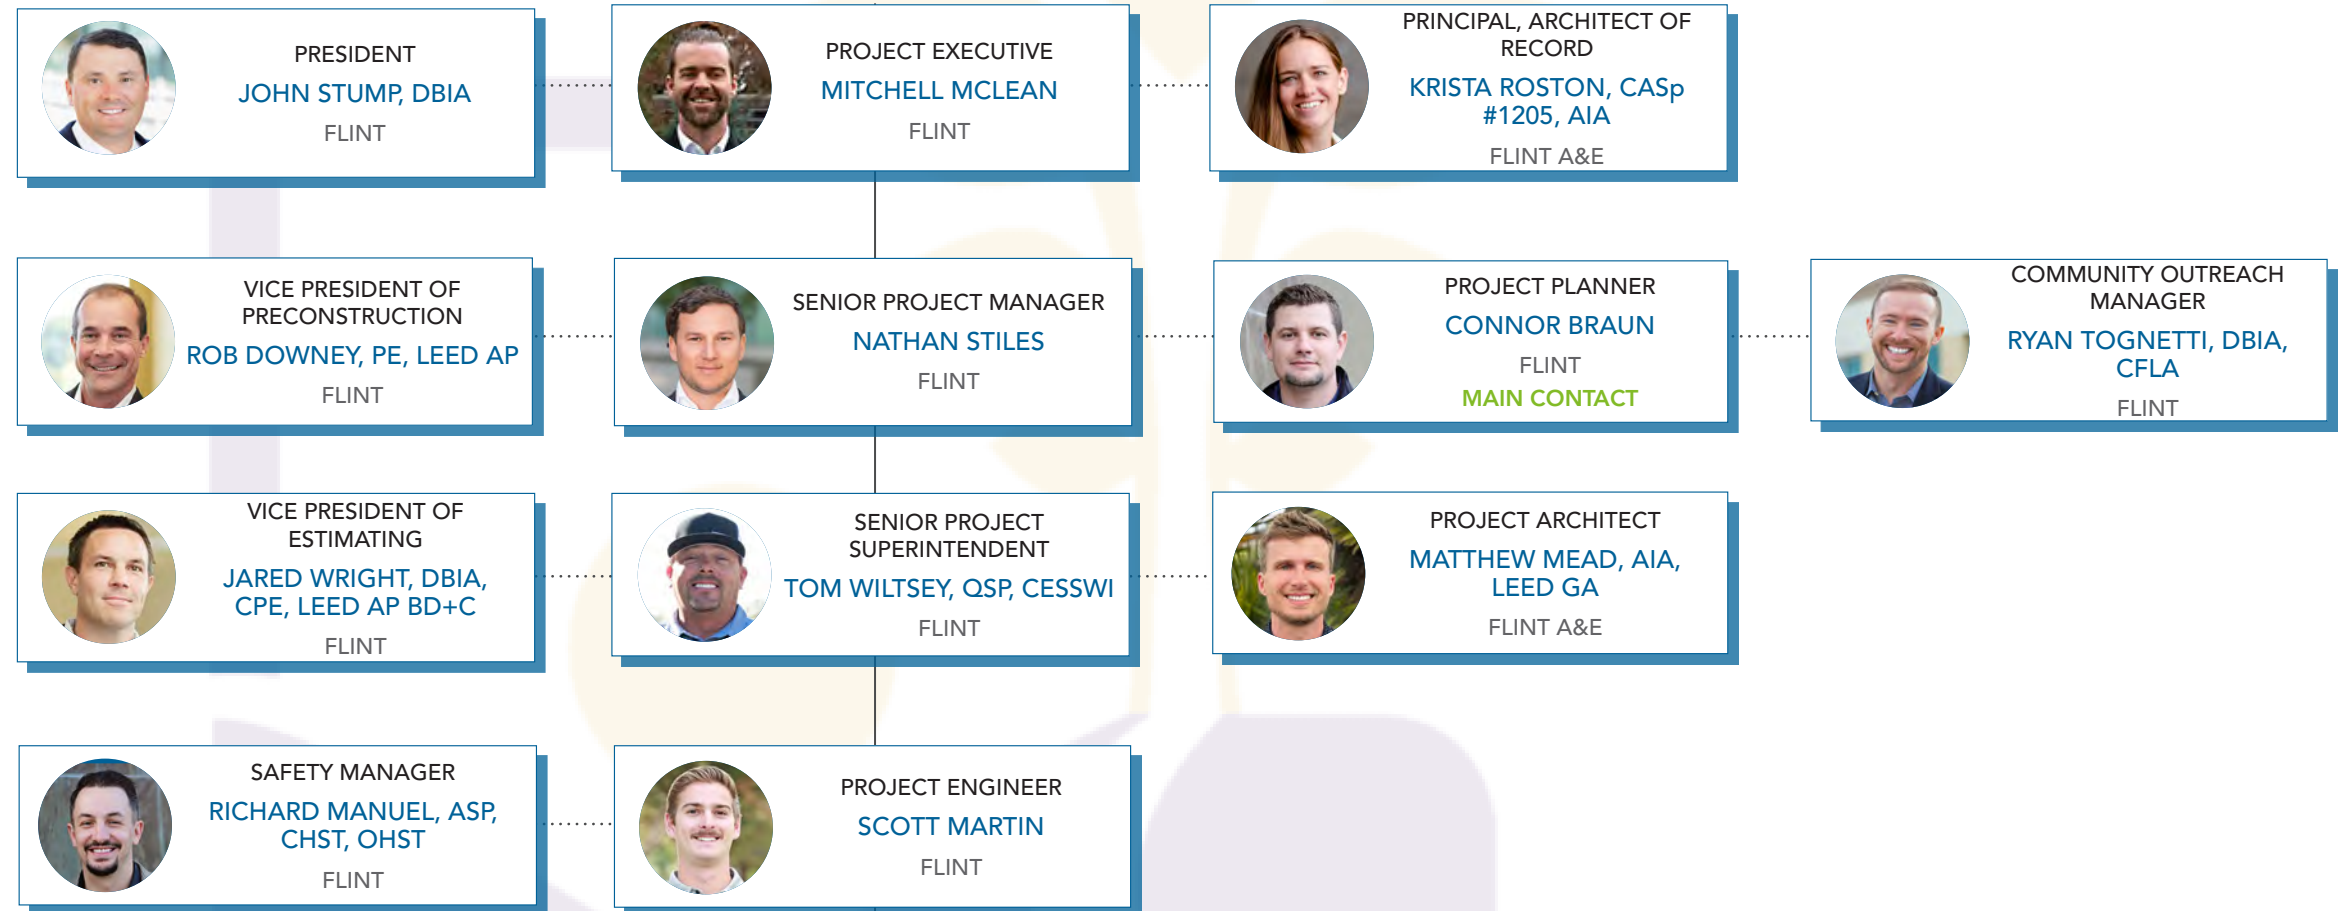 PRESIDENT
JOHN STUMP, DBIA
FLINT
PROJECT EXECUTIVE
MITCHELL MCLEAN
FLINT
PRINCIPAL, ARCHITECT OF
RECORD
KRISTA ROSTON, CASp
#1205, AIA
FLINT A&E
VICE PRESIDENT OF
PRECONSTRUCTION
ROB DOWNEY, PE, LEED AP
FLINT
SENIOR PROJECT MANAGER
NATHAN STILES
FLINT
PROJECT PLANNER
CONNOR BRAUN
FLINT
MAIN CONTACT
COMMUNITY OUTREACH
MANAGER
RYAN TOGNETTI, DBIA,
CFLA
FLINT
VICE PRESIDENT OF
ESTIMATING
JARED WRIGHT, DBIA,
CPE, LEED AP BD+C
FLINT
SENIOR PROJECT
SUPERINTENDENT
TOM WILTSEY, QSP, CESSWI
FLINT
PROJECT ARCHITECT
MATTHEW MEAD, AIA,
LEED GA
FLINT A&E
SAFETY MANAGER
RICHARD MANUEL, ASP,
CHST, OHST
FLINT
PROJECT ENGINEER
SCOTT MARTIN
FLINT